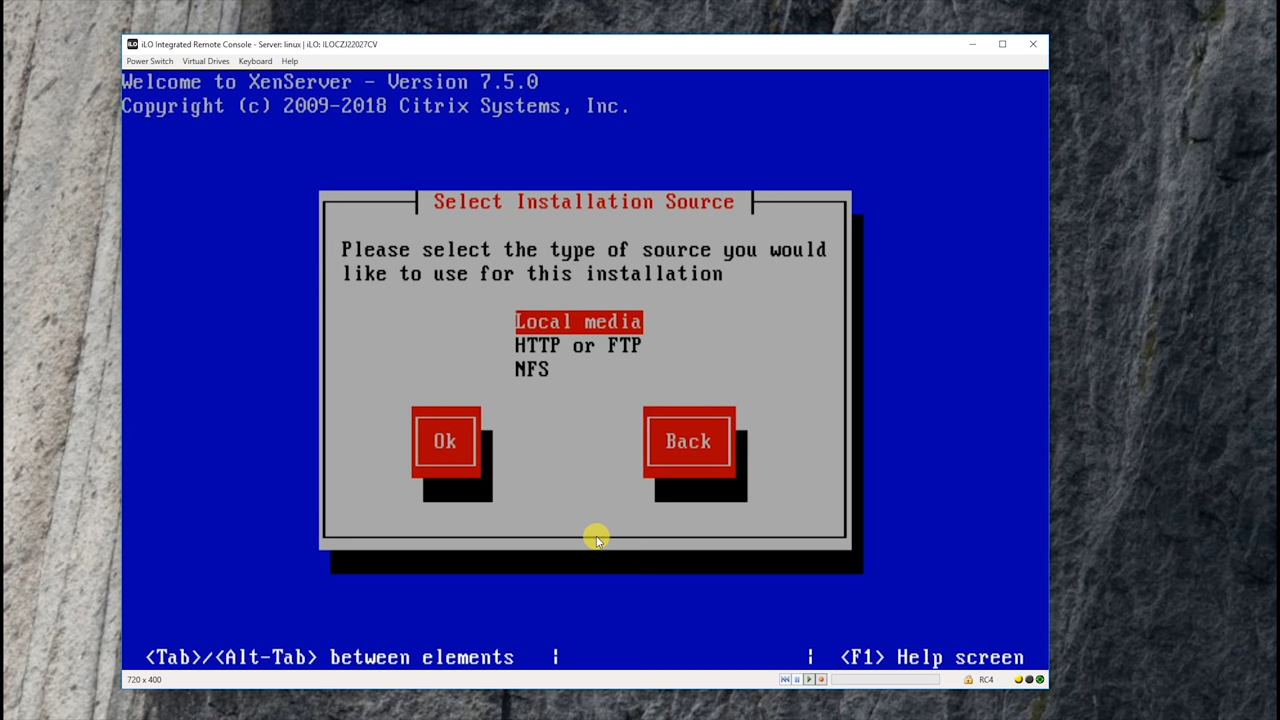 iLO iLO Integrated Remote Console - Server: linux | iLO: ILOCZJ22027CV
Power Switch Virtual Drives Keyboard Help
Welcome to XenServer - Version 7.5.0
Copyright (c) 2009-2018 Citrix Systems, Inc.
Select Installation Source
Please select the type of source you would
like to use for this installation
Local media
HTTP or FTP
NFS
Ok Back
<Tab>/<Alt-Tab> between elements | | <F1> Help screen
720 x 400 RC4